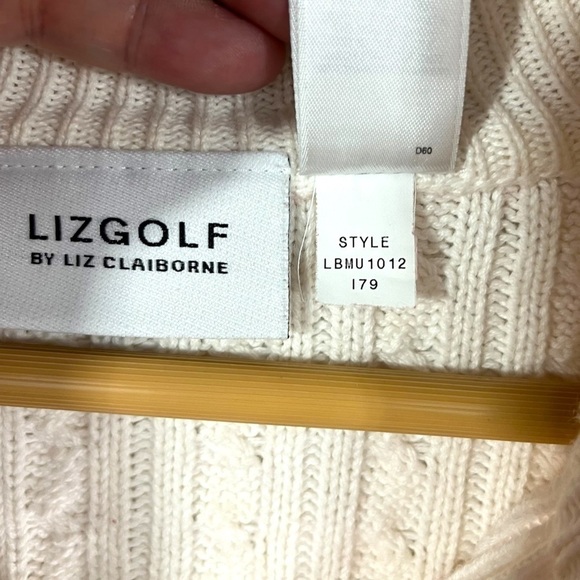 LIZGOLF
BY LIZ CLAIBORNE
D60
STYLE
LBMU1012
I79